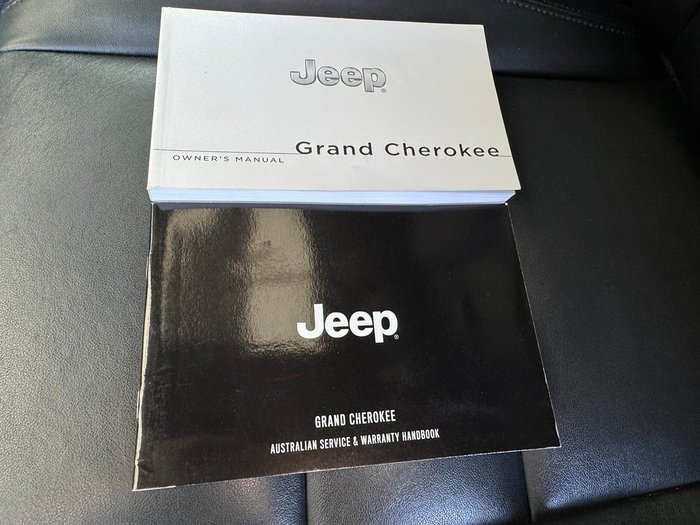 Jeep
OWNER'S MANUAL Grand Cherokee
Jeep
GRAND CHEROKEE
AUSTRALIAN SERVICE & WARRANTY HANDBOOK